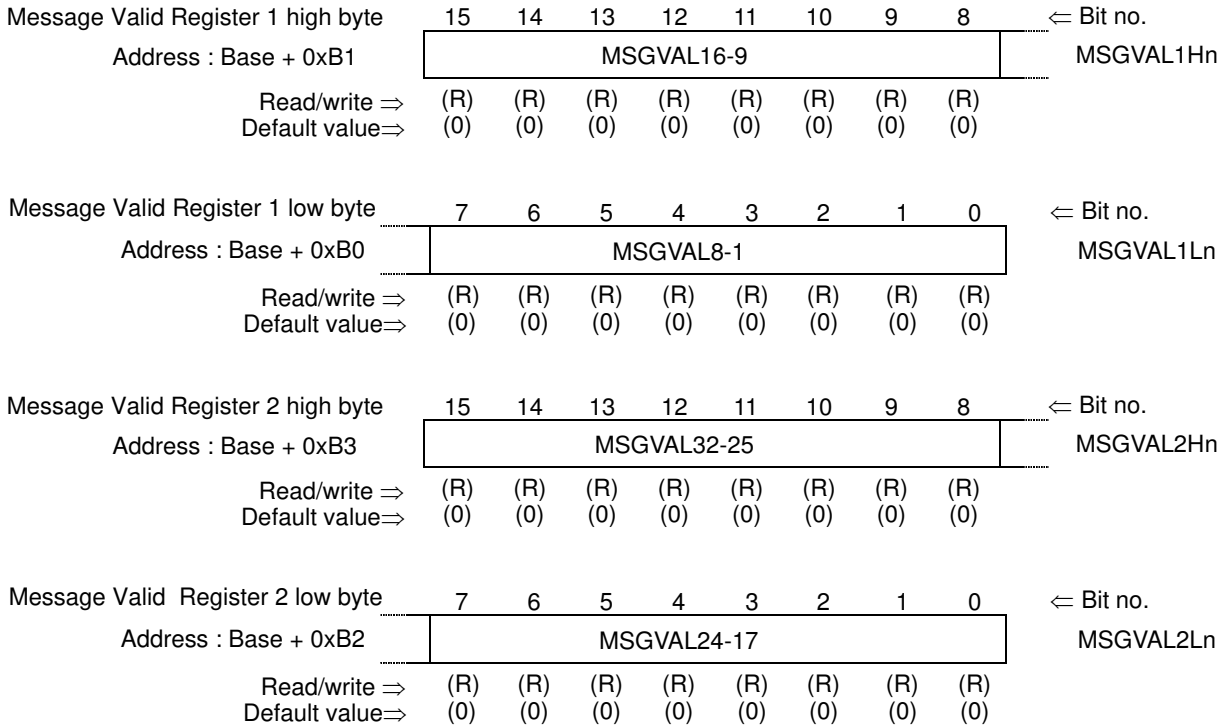 Message Valid Register 1 high byte 15 14 13 12 11 10 9 8 ⇐ Bit no.
Address : Base + 0xB1 MSGVAL16-9 MSGVAL1Hn
Read/write ⇒ (R) (R) (R) (R) (R) (R) (R) (R)
Default value⇒ (0) (0) (0) (0) (0) (0) (0) (0)
Message Valid Register 1 low byte 7 6 5 4 3 2 1 0 ⇐ Bit no.
Address : Base + 0xB0 MSGVAL8-1 MSGVAL1Ln
Read/write ⇒ (R) (R) (R) (R) (R) (R) (R) (R)
Default value⇒ (0) (0) (0) (0) (0) (0) (0) (0)
Message Valid Register 2 high byte 15 14 13 12 11 10 9 8 ⇐ Bit no.
Address : Base + 0xB3 MSGVAL32-25 MSGVAL2Hn
Read/write ⇒ (R) (R) (R) (R) (R) (R) (R) (R)
Default value⇒ (0) (0) (0) (0) (0) (0) (0) (0)
Message Valid Register 2 low byte 7 6 5 4 3 2 1 0 ⇐ Bit no.
Address : Base + 0xB2 MSGVAL24-17 MSGVAL2Ln
Read/write ⇒ (R) (R) (R) (R) (R) (R) (R) (R)
Default value⇒ (0) (0) (0) (0) (0) (0) (0) (0)